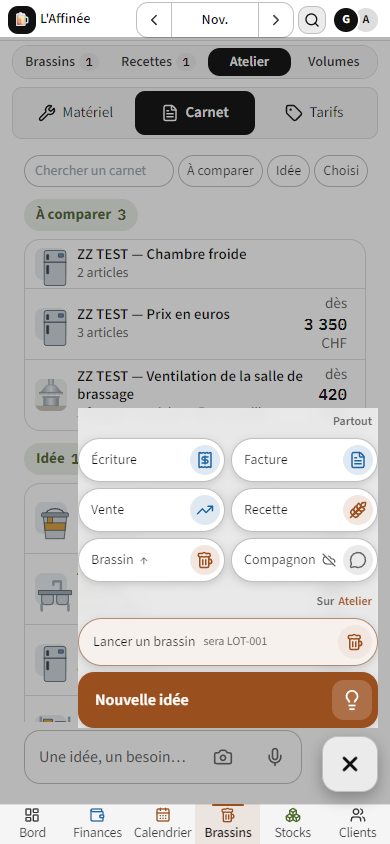 L'Affinée
Nov.
G
A
Brassins 1
Recettes 1
Atelier
Volumes
Matériel
Carnet
Tarifs
Chercher un carnet
À comparer
Idée
Choisi
À comparer 3
ZZ TEST — Chambre froide
2 articles
ZZ TEST — Prix en euros
3 articles
dès
3 350
CHF
ZZ TEST — Ventilation de la salle de
brassage
dès
420
Partout
Écriture
Facture
Idée 1
Vente
Recette
Brassin ↑
Compagnon
Sur Atelier
Lancer un brassin sera LOT-001
Nouvelle idée
Une idée, un besoin…
Bord
Finances
Calendrier
Brassins
Stocks
Clients